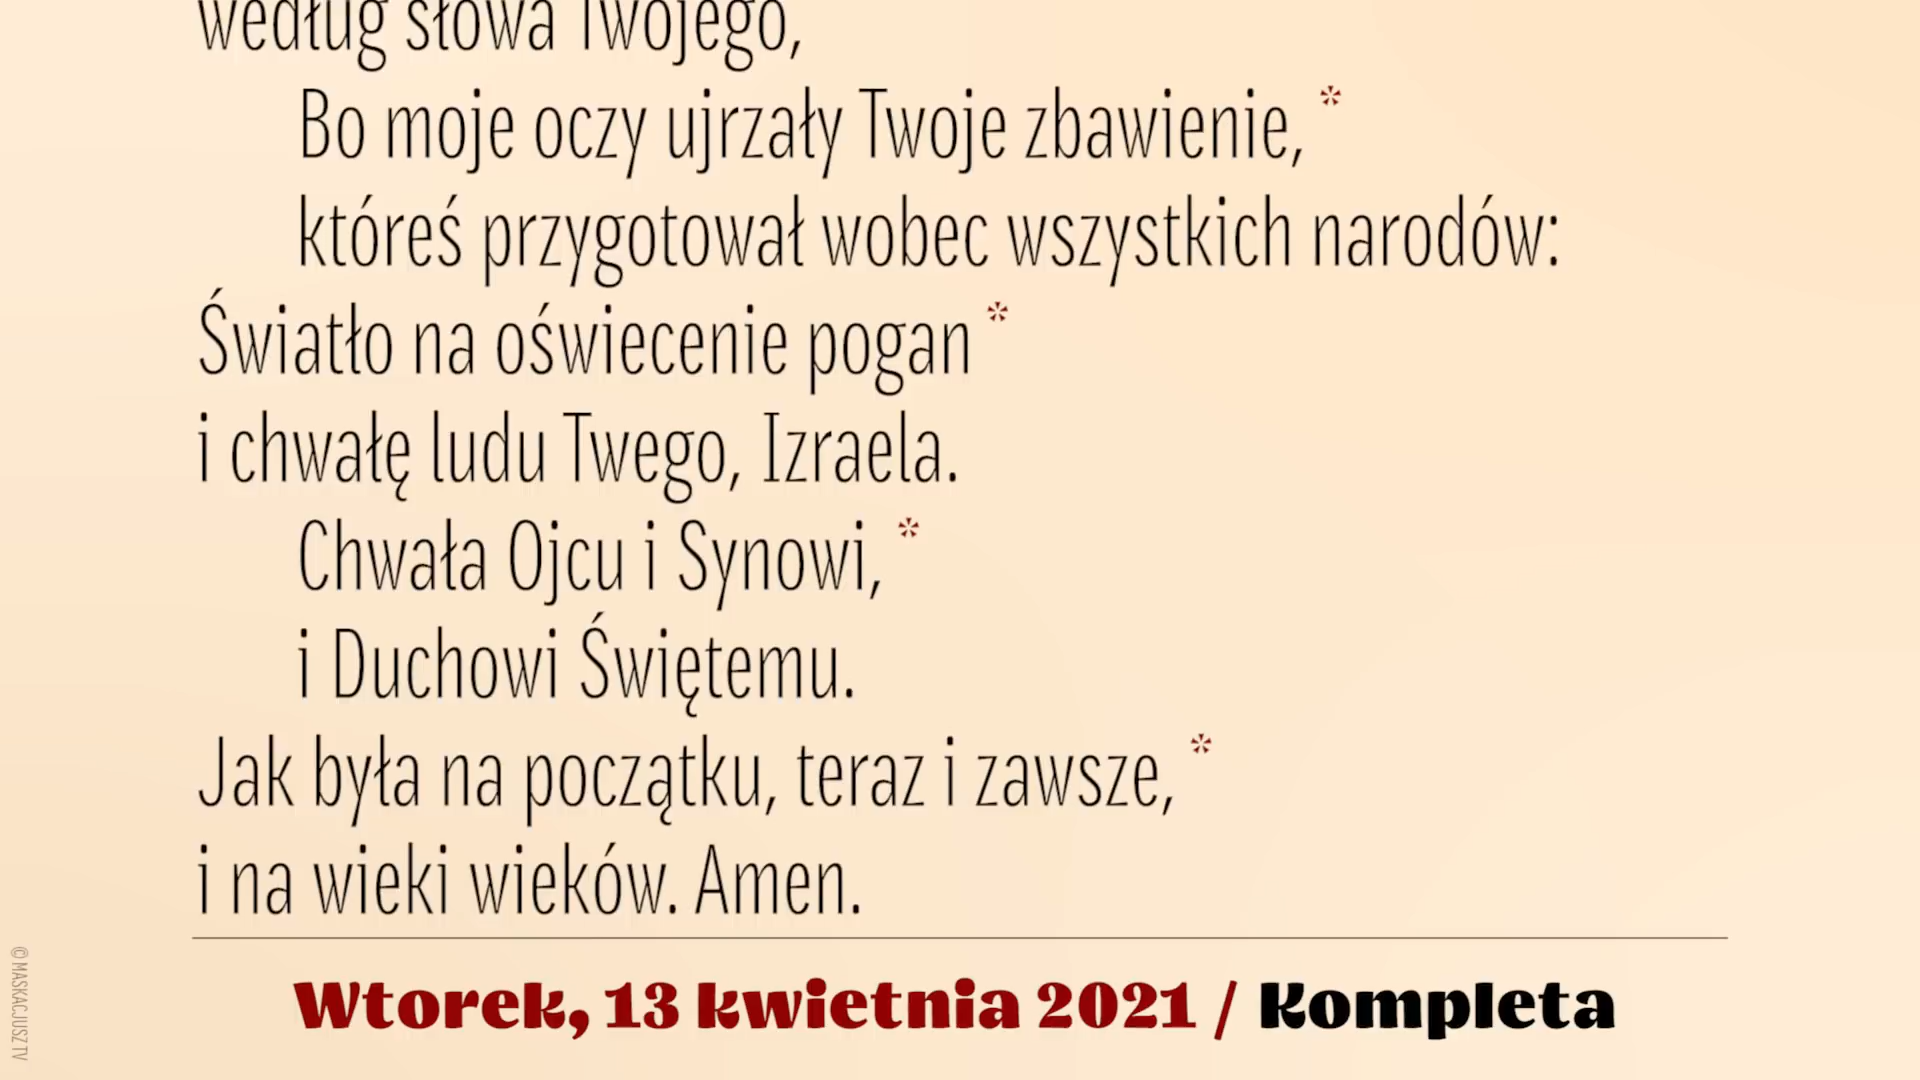 według słowa Twojego,
Bo moje oczy ujrzały Twoje zbawienie, *
któreś przygotował wobec wszystkich narodów:
Światło na oświecenie pogan *
i chwałę ludu Twego, Izraela.
Chwała Ojcu i Synowi, *
i Duchowi Świętemu.
Jak była na początku, teraz i zawsze, *
i na wieki wieków. Amen.
Wtorek, 13 kwietnia 2021 / Kompleta
© MASKACJUSZ TV